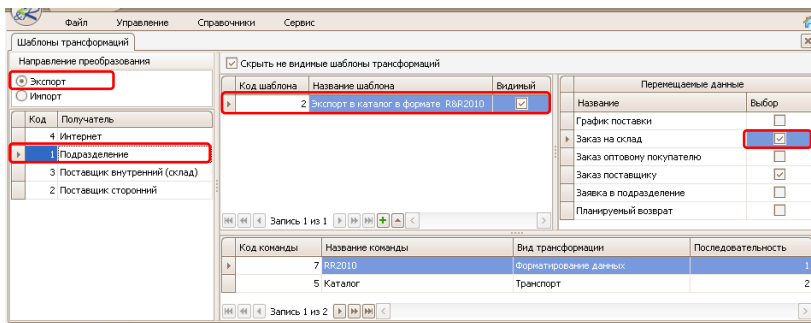 Файл Управление Справочники Сервис
Шаблоны трансформаций
Направление преобразования
Экспорт
Импорт
Код Получатель
4 Интернет
1 Подразделение
3 Поставщик внутренний (склад)
2 Поставщик сторонний
Скрыть не видимые шаблоны трансформаций
Код шаблона Название шаблона Видимый
2 Экспорт в каталог в формате R&R2010
Запись 1 из 1
Перемещаемые данные
Название Выбор
График поставки
Заказ на склад
Заказ оптовому покупателю
Заказ поставщику
Заявка в подразделение
Планируемый возврат
Код команды Название команды Вид трансформации Последовательность
7 RR2010 Форматирование данных 1
5 Каталог Транспорт 2
Запись 1 из 2